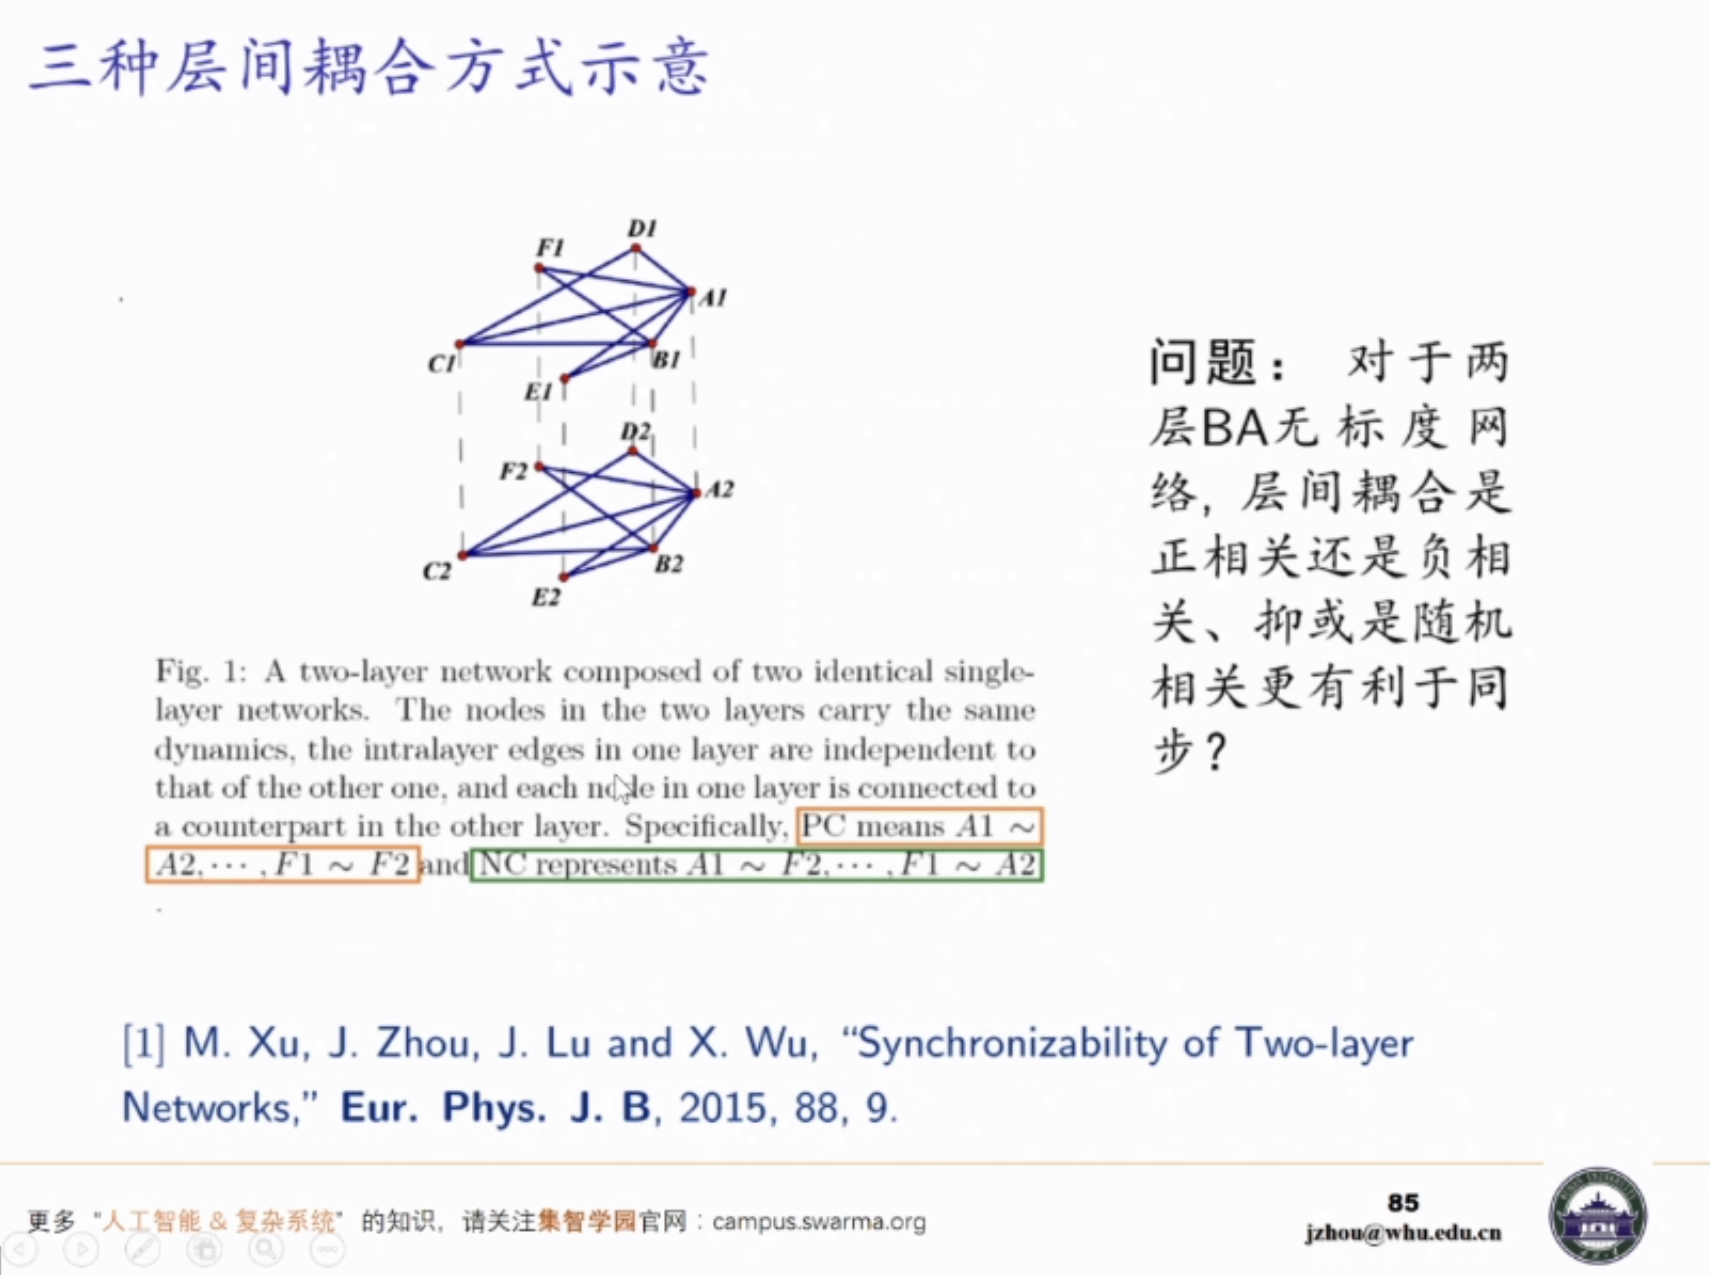 三种层间耦合方式示意
D1
F1
A1
C1
B1
E1
D2
F2
A2
C2
B2
E2
问题： 对于两
层BA无标度网
络, 层间耦合是
正相关还是负相
关、抑或是随机
相关更有利于同
步?
Fig. 1: A two-layer network composed of two identical single-
layer networks. The nodes in the two layers carry the same
dynamics, the intralayer edges in one layer are independent to
that of the other one, and each node in one layer is connected to
a counterpart in the other layer. Specifically, PC means A1 ∼
A2, ⋯ , F1 ∼ F2 and NC represents A1 ∼ F2, ⋯ , F1 ∼ A2
.
[1] M. Xu, J. Zhou, J. Lu and X. Wu, “Synchronizability of Two-layer
Networks,” Eur. Phys. J. B, 2015, 88, 9.
更多 “人工智能 & 复杂系统” 的知识，请关注集智学园官网：campus.swarma.org
85
jzhou@whu.edu.cn